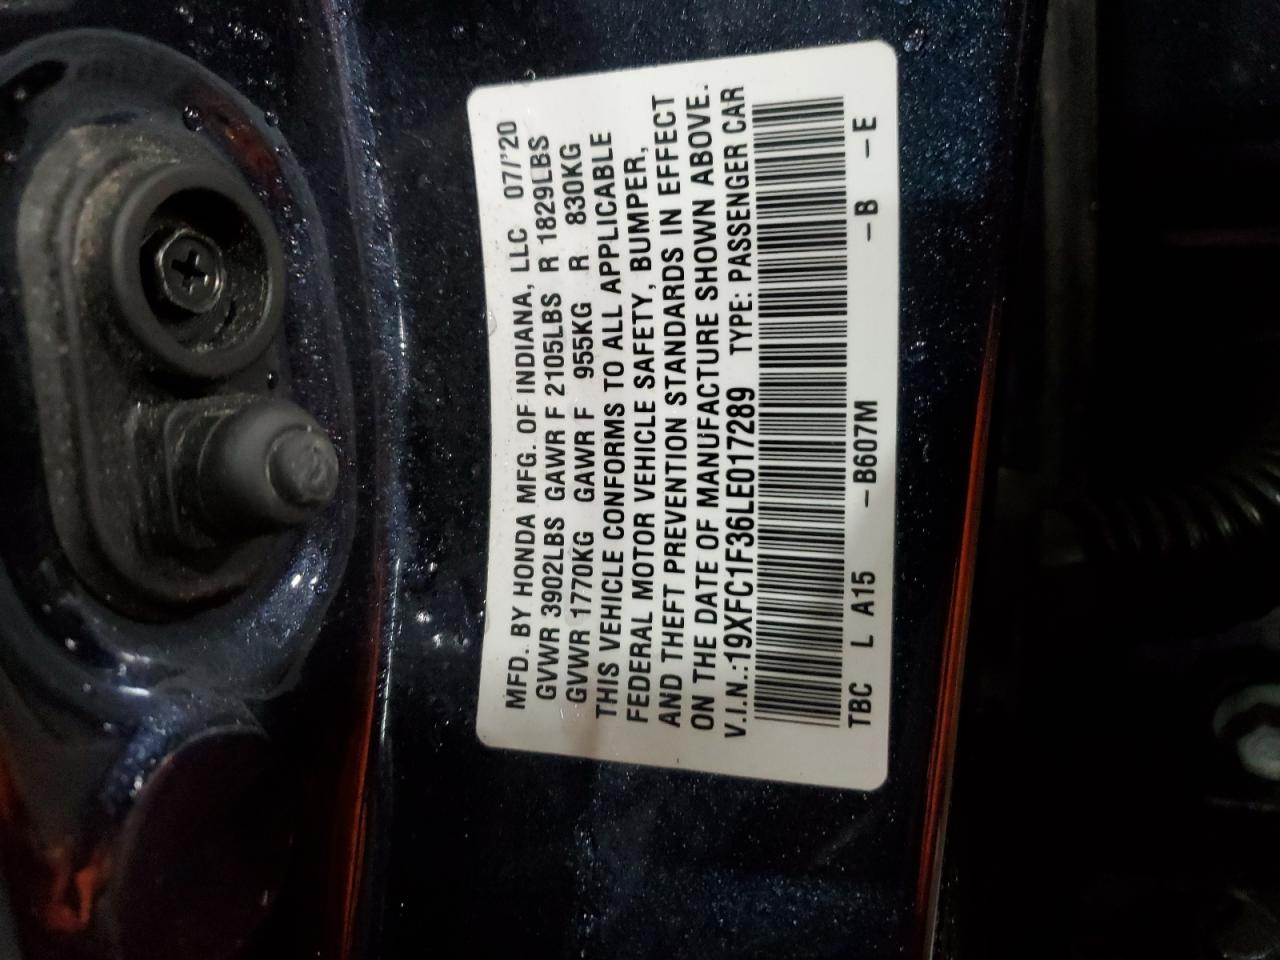 MFD. BY HONDA MFG. OF INDIANA, LLC 07/'20
GVWR 3902LBS GAWR F 2105LBS R 1829LBS
GVWR 1770KG GAWR F 955KG R 830KG
THIS VEHICLE CONFORMS TO ALL APPLICABLE
FEDERAL MOTOR VEHICLE SAFETY, BUMPER,
AND THEFT PREVENTION STANDARDS IN EFFECT
ON THE DATE OF MANUFACTURE SHOWN ABOVE.
V.I.N.:19XFC1F36LE017289 TYPE: PASSENGER CAR
TBC L A15 -B607M -B -E